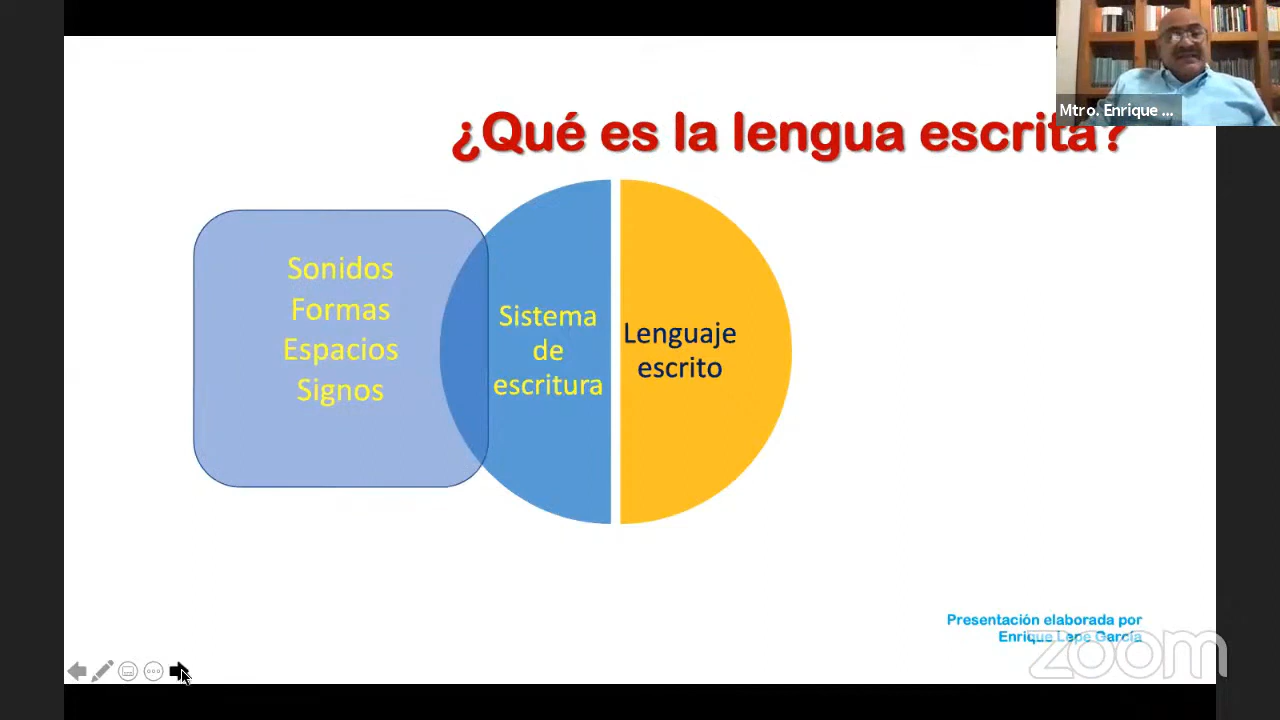 Mtro. Enrique ...
¿Qué es la lengua escrita?
Sonidos
Formas
Espacios
Signos
Sistema
de
escritura
Lenguaje
escrito
Presentación elaborada por
Enrique Lepe García
zoom